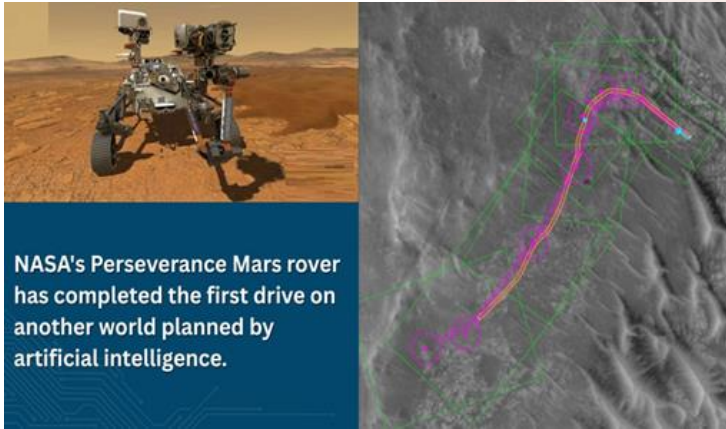 NASA's Perseverance Mars rover
has completed the first drive on
another world planned by
artificial intelligence.